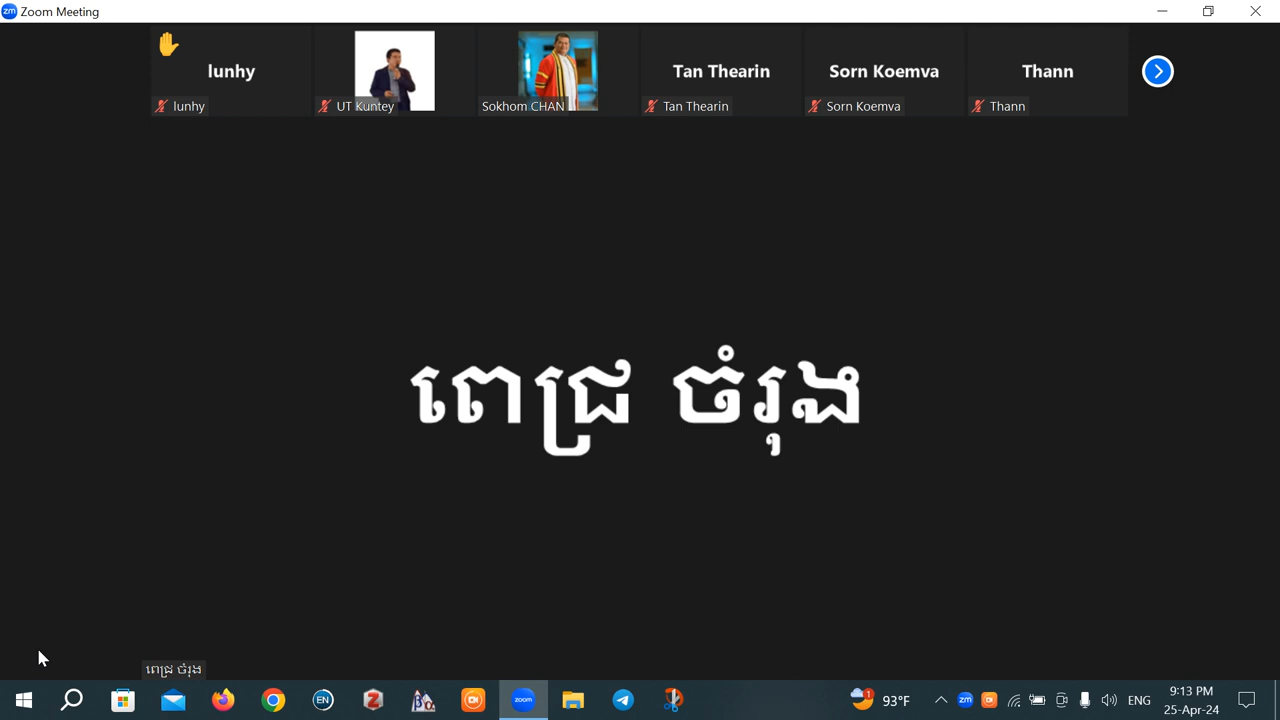 Zoom Meeting
lunhy
Tan Thearin
Sorn Koemva
Thann
lunhy
UT Kuntey
Sokhom CHAN
Tan Thearin
Sorn Koemva
Thann
ពេជ្រ ចំរុង
ពេជ្រ ចំរុង
93°F
ENG
9:13 PM
25-Apr-24